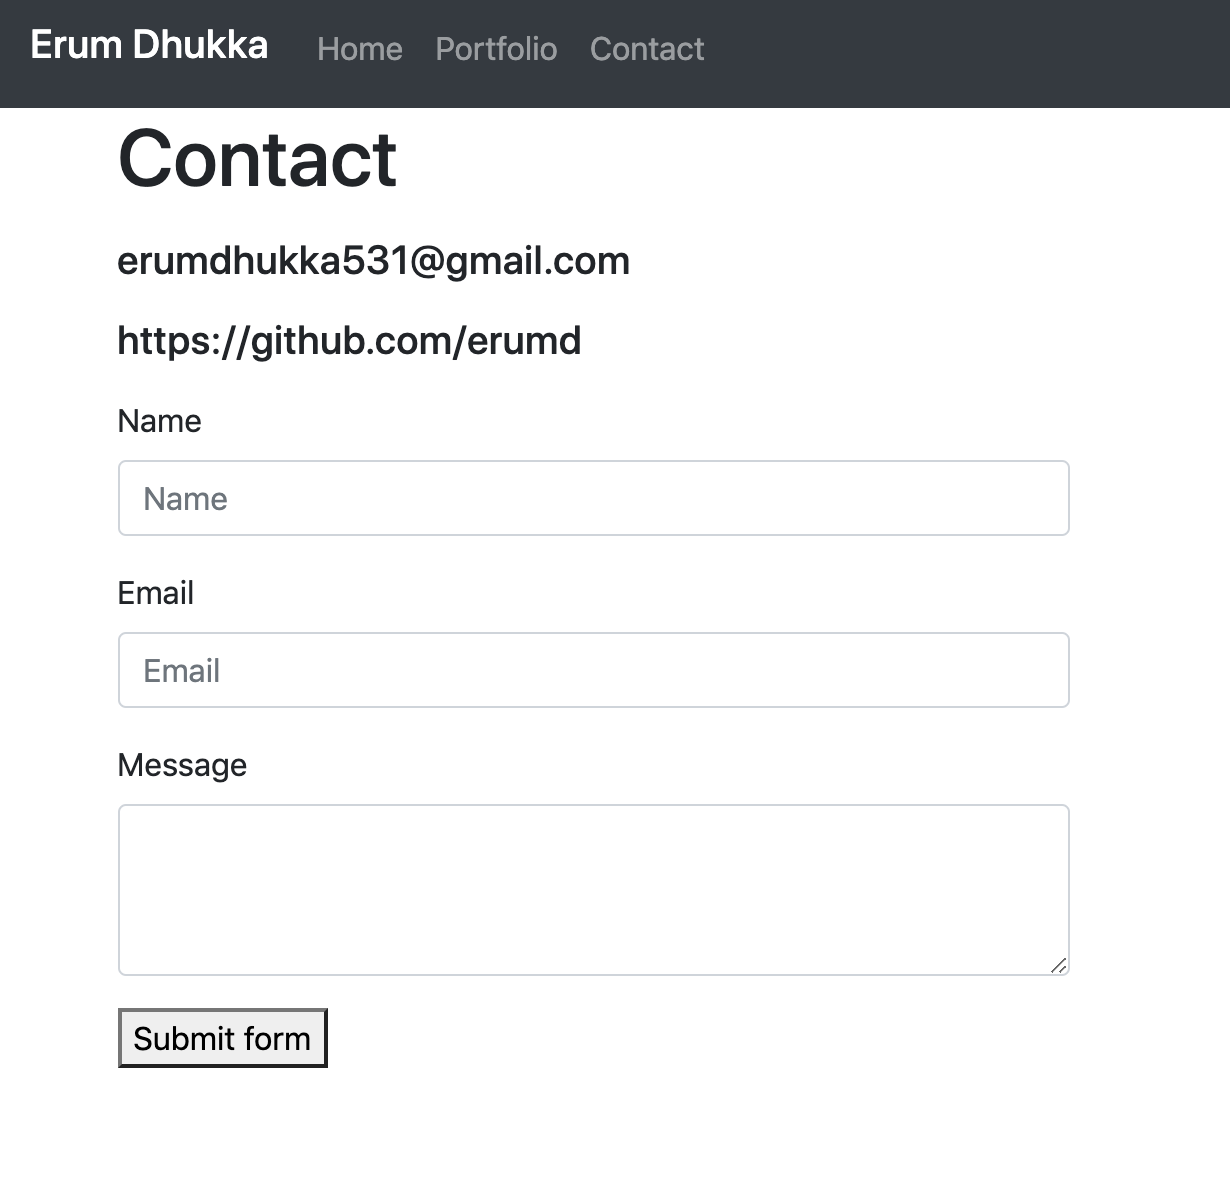 Erum Dhukka Home Portfolio Contact
Contact
erumdhukka531@gmail.com
https://github.com/erumd
Name
Name
Email
Email
Message
Submit form